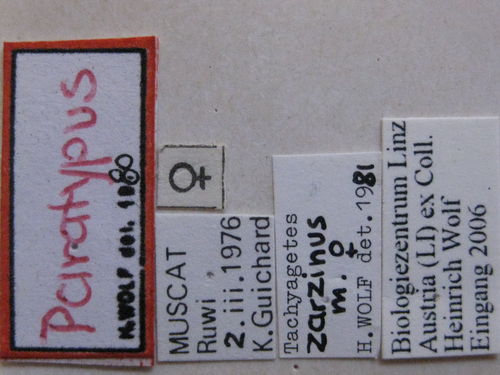 Paratypus
H.WOLF det. 1980
♀
MUSCAT
Ruwi
2.iii.1976
K.Guichard
Tachyagetes
zarzinus
m. ♀
H.WOLF det.1981
Biologiezentrum Linz
Austria (LI) ex Coll.
Heinrich Wolf
Eingang 2006